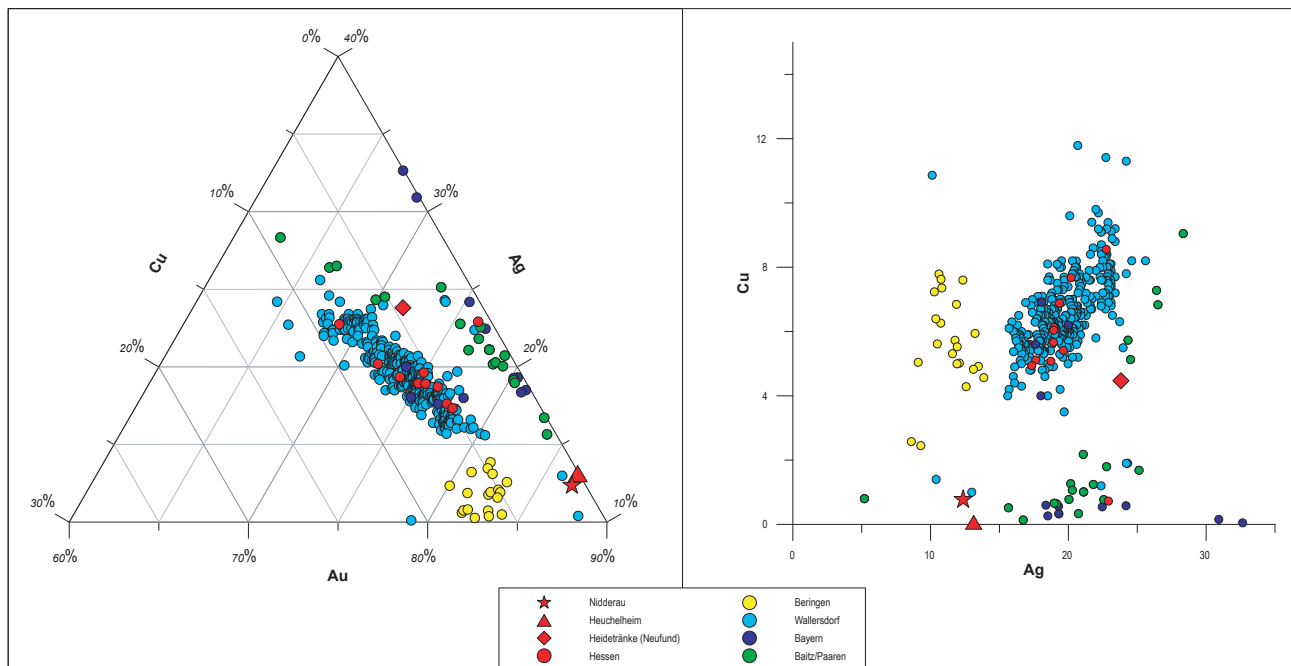 0% 40%
10% 30%
Cu Ag
20% 20%
30% 10%
60% 70% 80% 90%
Au
12
8
Cu
4
0
0 10 20 30
Ag
Nidderau Beringen
Heuchelheim Wallersdorf
Heidetränke (Neufund) Bayern
Hessen Baitz/Paaren